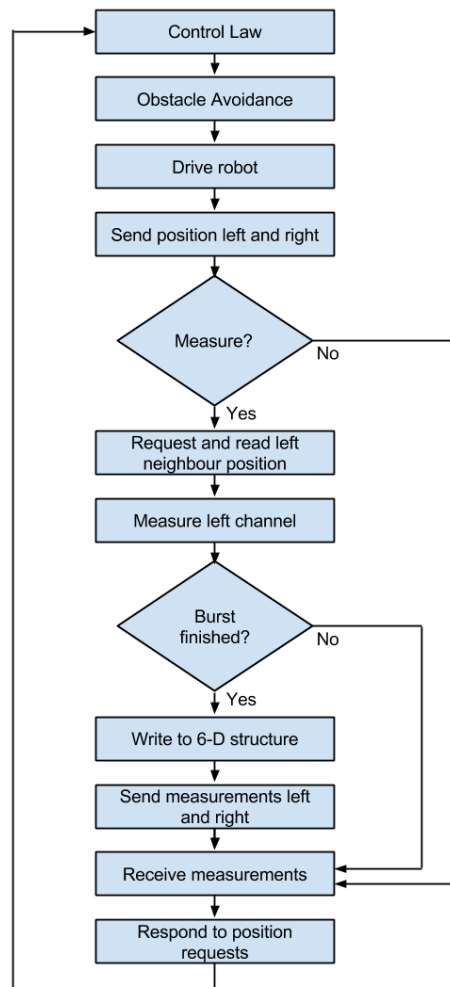 Control Law
Obstacle Avoidance
Drive robot
Send position left and right
Measure?
No
Yes
Request and read left
neighbour position
Measure left channel
Burst
finished?
No
Yes
Write to 6-D structure
Send measurements left
and right
Receive measurements
Respond to position
requests